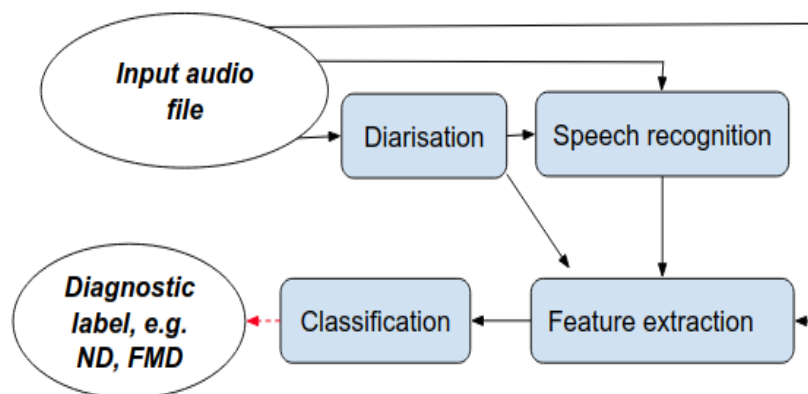 Input audio
file
Diarisation
Speech recognition
Diagnostic
label, e.g.
ND, FMD
Classification
Feature extraction